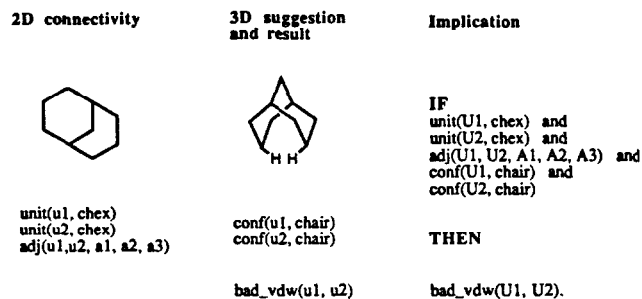 2D connectivity
3D suggestion
and result
Implication
H H
IF
unit(U1, chex) and
unit(U2, chex) and
adj(U1, U2, A1, A2, A3) and
conf(U1, chair) and
conf(U2, chair)
unit(u1, chex)
unit(u2, chex)
adj(u1,u2, a1, a2, a3)
conf(u1, chair)
conf(u2, chair)
THEN
bad_vdw(u1, u2)
bad_vdw(U1, U2).